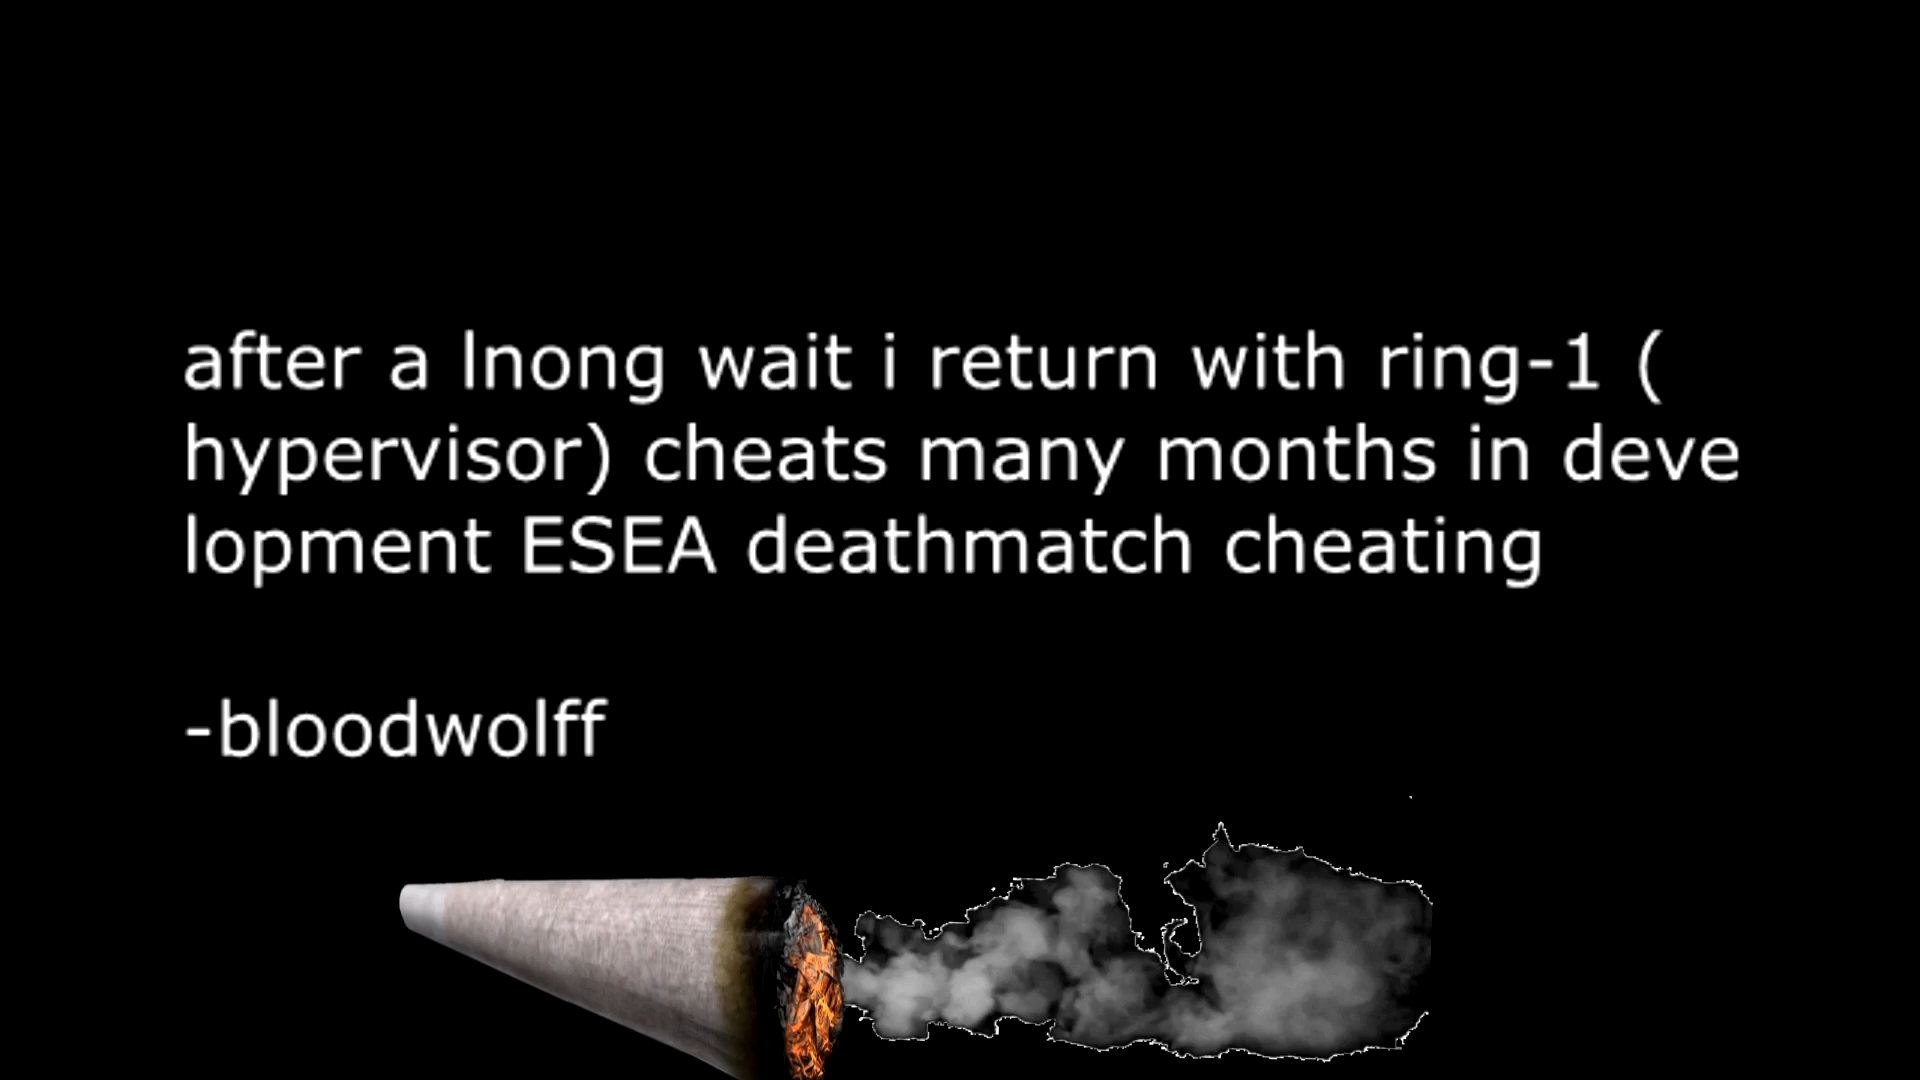 after a lnong wait i return with ring-1 (
hypervisor) cheats many months in deve
lopment ESEA deathmatch cheating
-bloodwolff